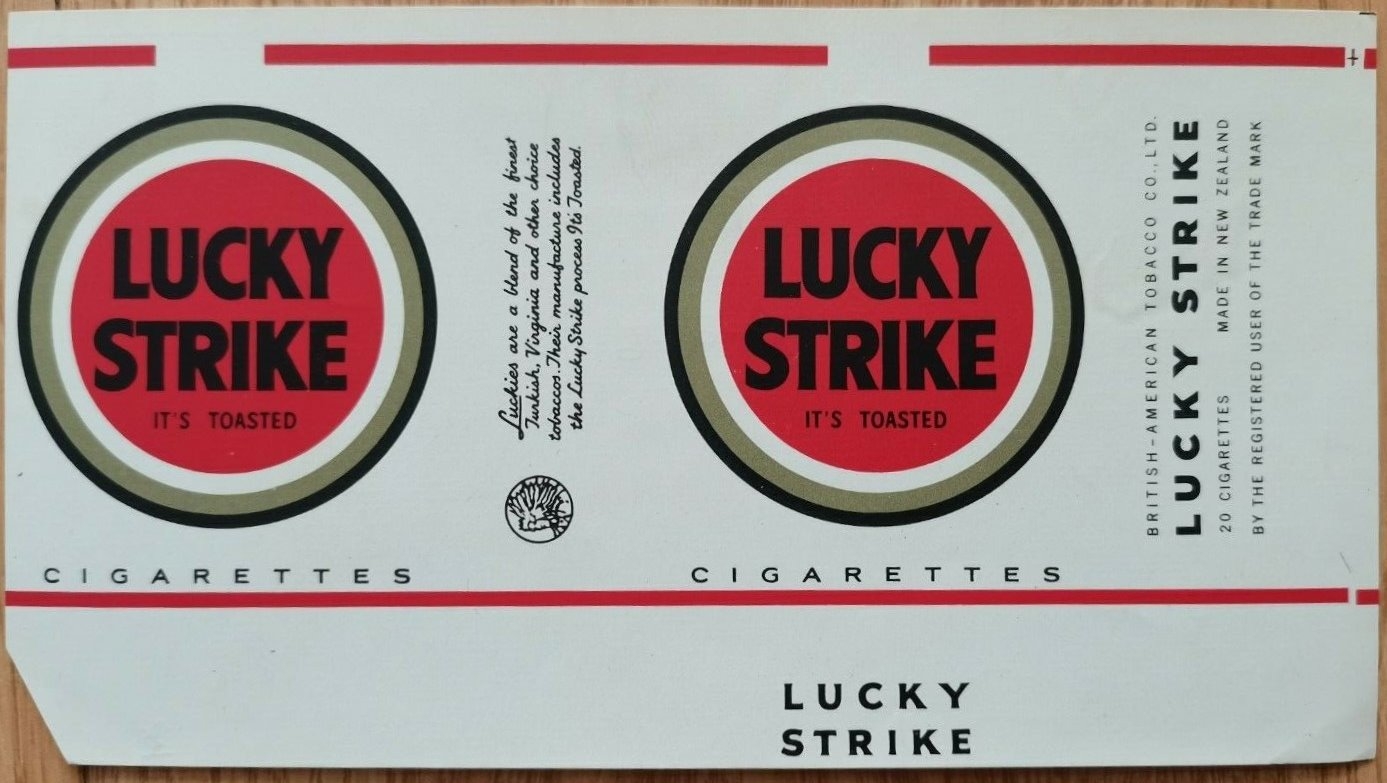 LUCKY
STRIKE
IT'S TOASTED
CIGARETTES
Luckies are a blend of the finest
Turkish, Virginia and other choice
tobaccos. Their manufacture includes
the Lucky Strike process It's Toasted.
LUCKY
STRIKE
IT'S TOASTED
CIGARETTES
BRITISH-AMERICAN TOBACCO CO., LTD.
LUCKY STRIKE
20 CIGARETTES MADE IN NEW ZEALAND
BY THE REGISTERED USER OF THE TRADE MARK
LUCKY
STRIKE